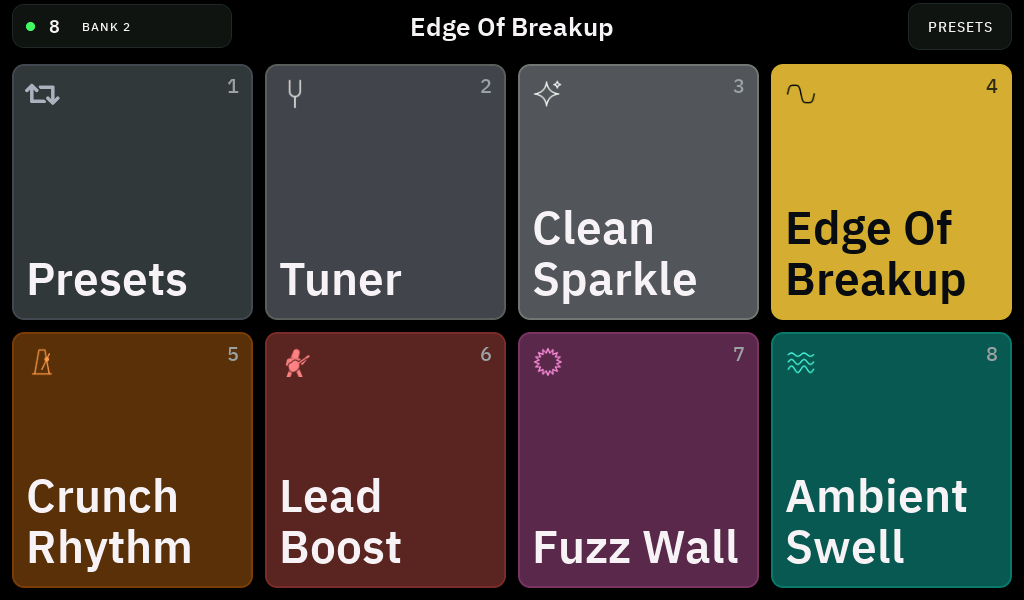 8 BANK 2
Edge Of Breakup
PRESETS
1
Presets
2
Tuner
3
Clean
Sparkle
4
Edge Of
Breakup
5
Crunch
Rhythm
6
Lead
Boost
7
Fuzz Wall
8
Ambient
Swell